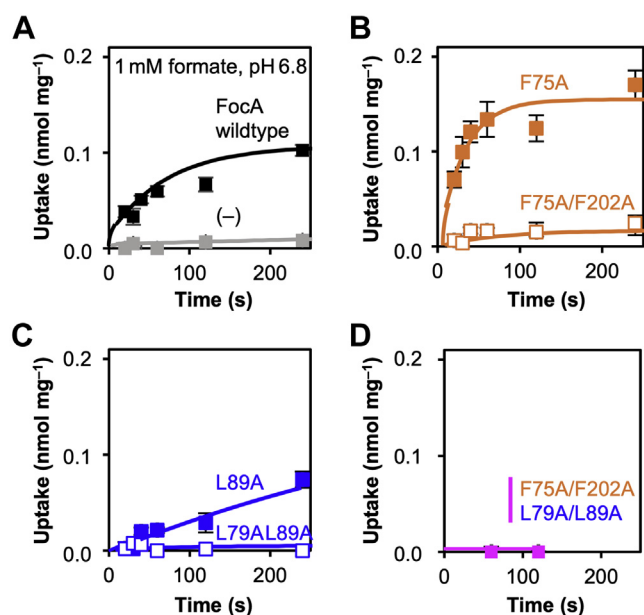 A
1 mM formate, pH 6.8
FocA
wildtype
(–)
0.2
0.1
0.0
0
100
200
Uptake (nmol mg⁻¹)
Time (s)
B
F75A
F75A/F202A
0.2
0.1
0.0
0
100
200
Uptake (nmol mg⁻¹)
Time (s)
C
L89A
L79AL89A
0.2
0.1
0.0
0
100
200
Uptake (nmol mg⁻¹)
Time (s)
D
F75A/F202A
L79A/L89A
0.2
0.1
0.0
0
100
200
Uptake (nmol mg⁻¹)
Time (s)